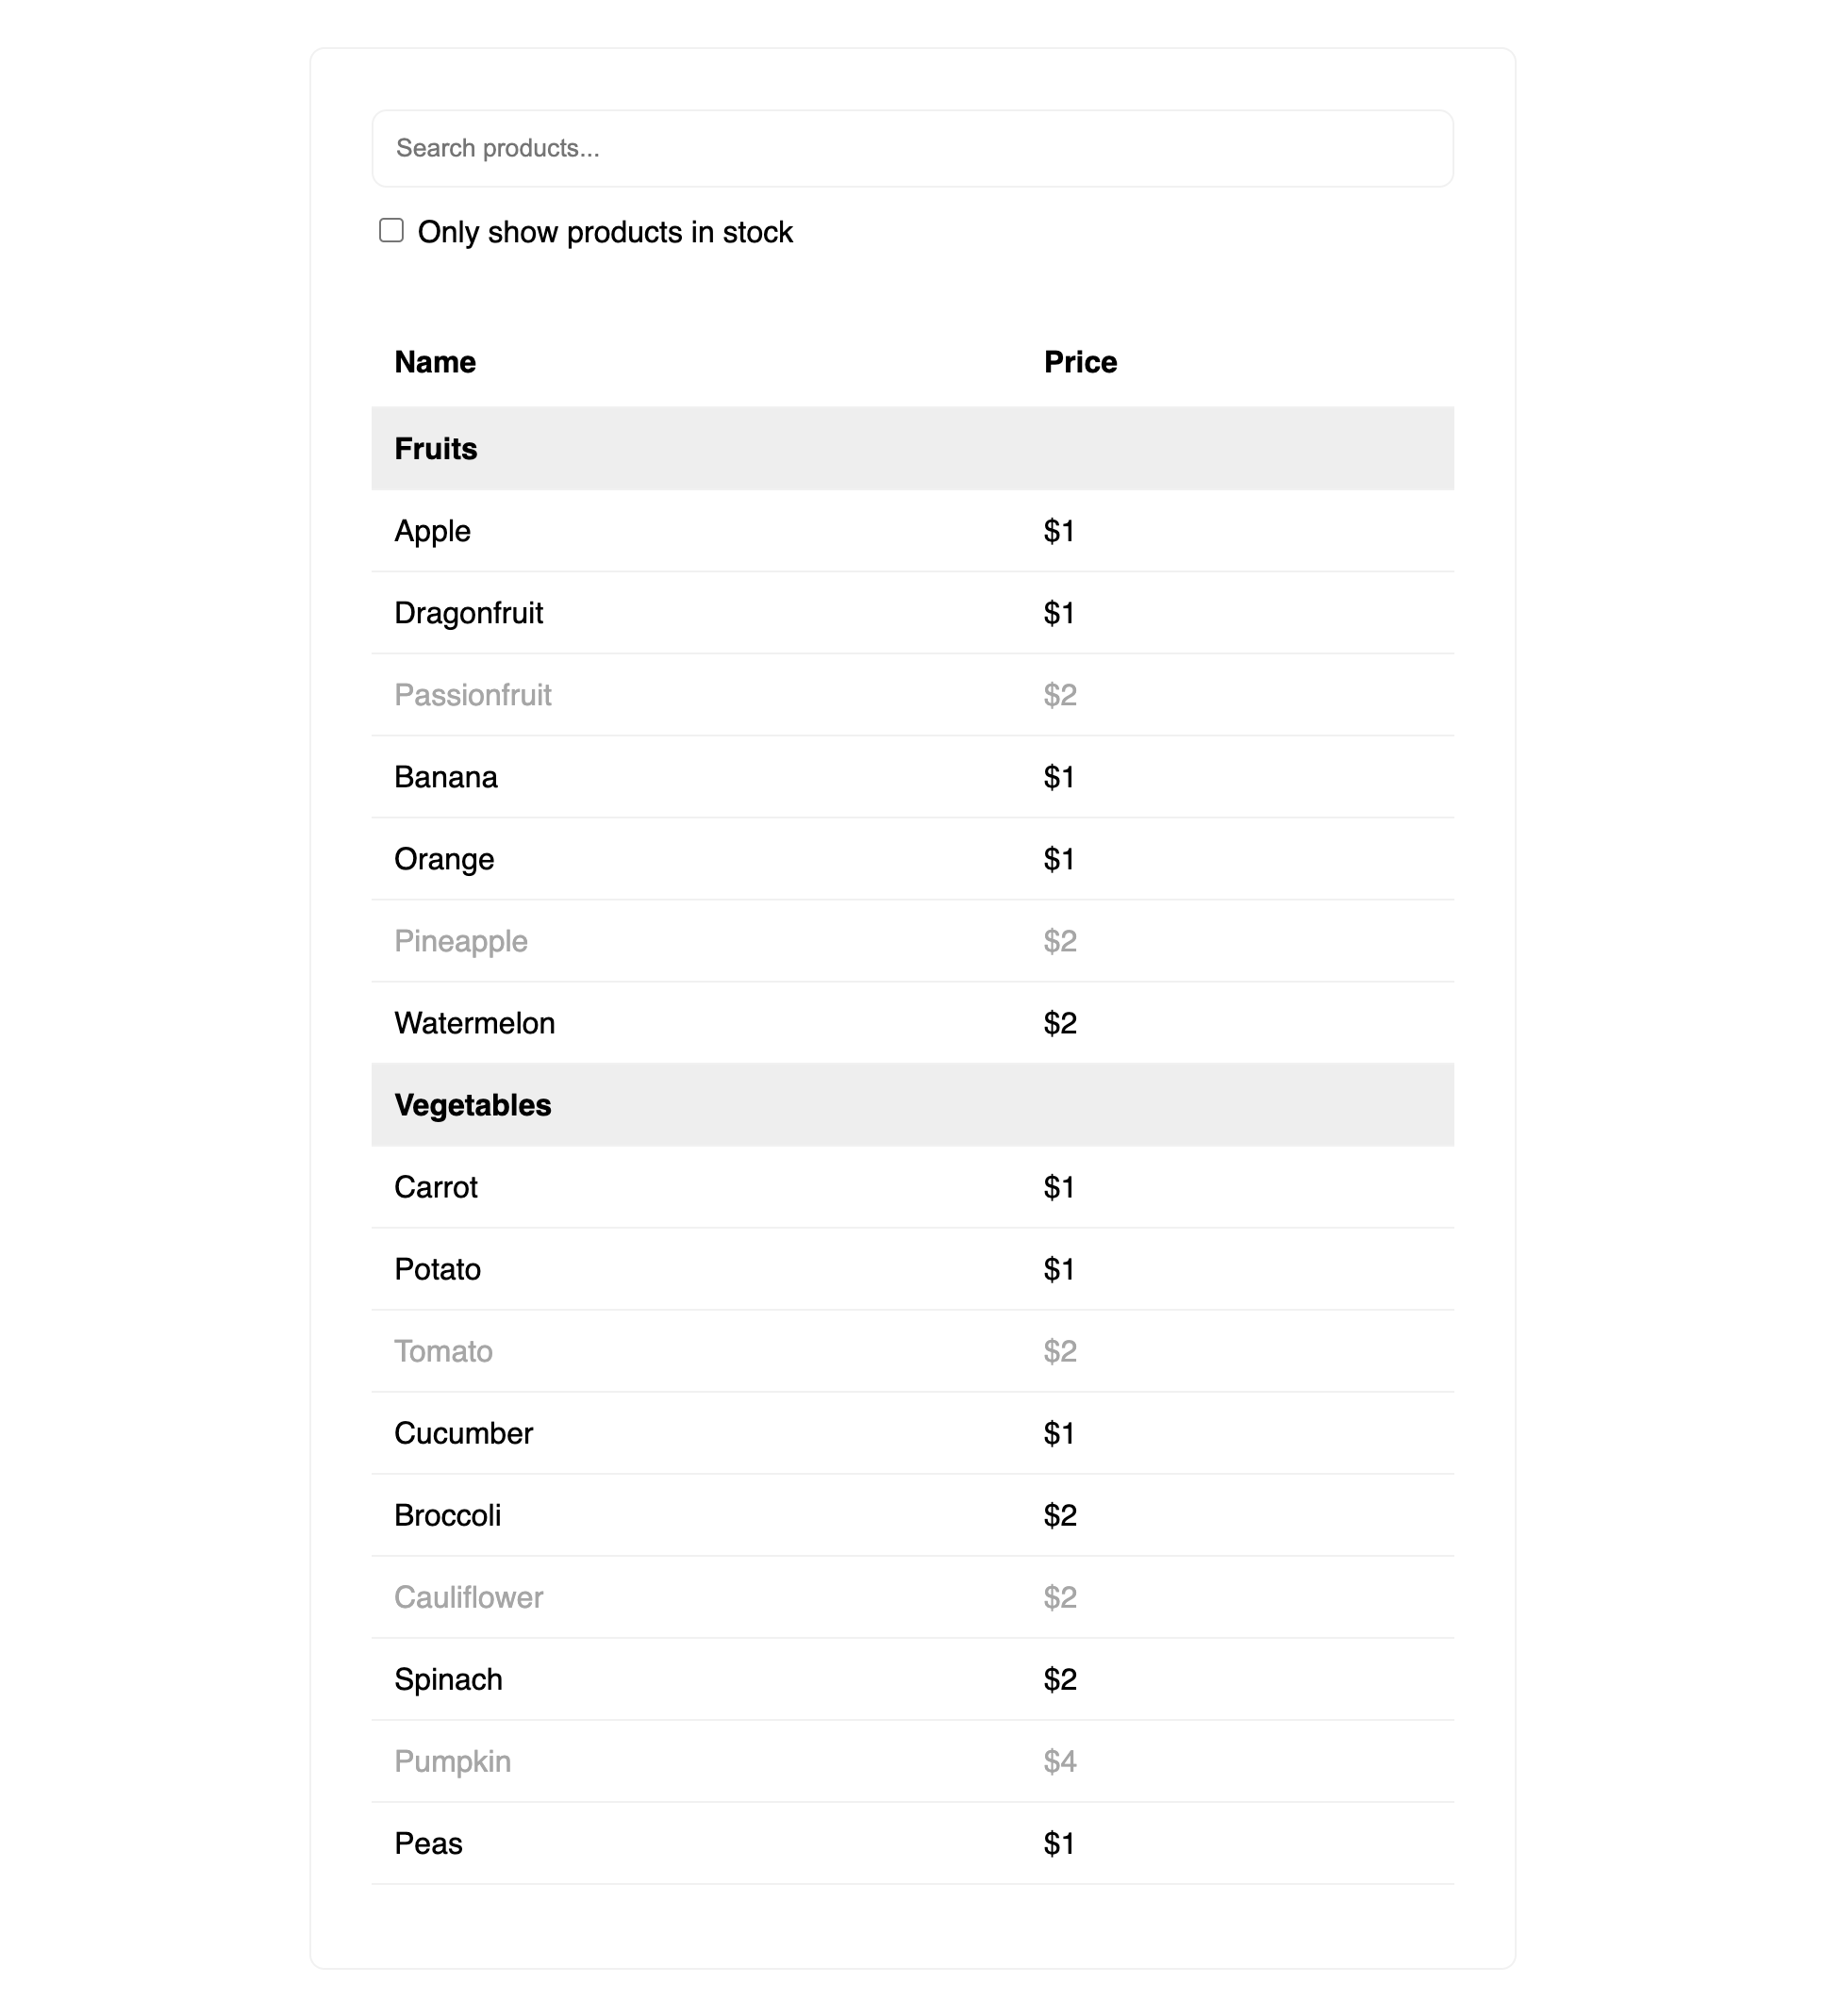 Search products...
Only show products in stock
Name Price
Fruits
Apple $1
Dragonfruit $1
Passionfruit $2
Banana $1
Orange $1
Pineapple $2
Watermelon $2
Vegetables
Carrot $1
Potato $1
Tomato $2
Cucumber $1
Broccoli $2
Cauliflower $2
Spinach $2
Pumpkin $4
Peas $1